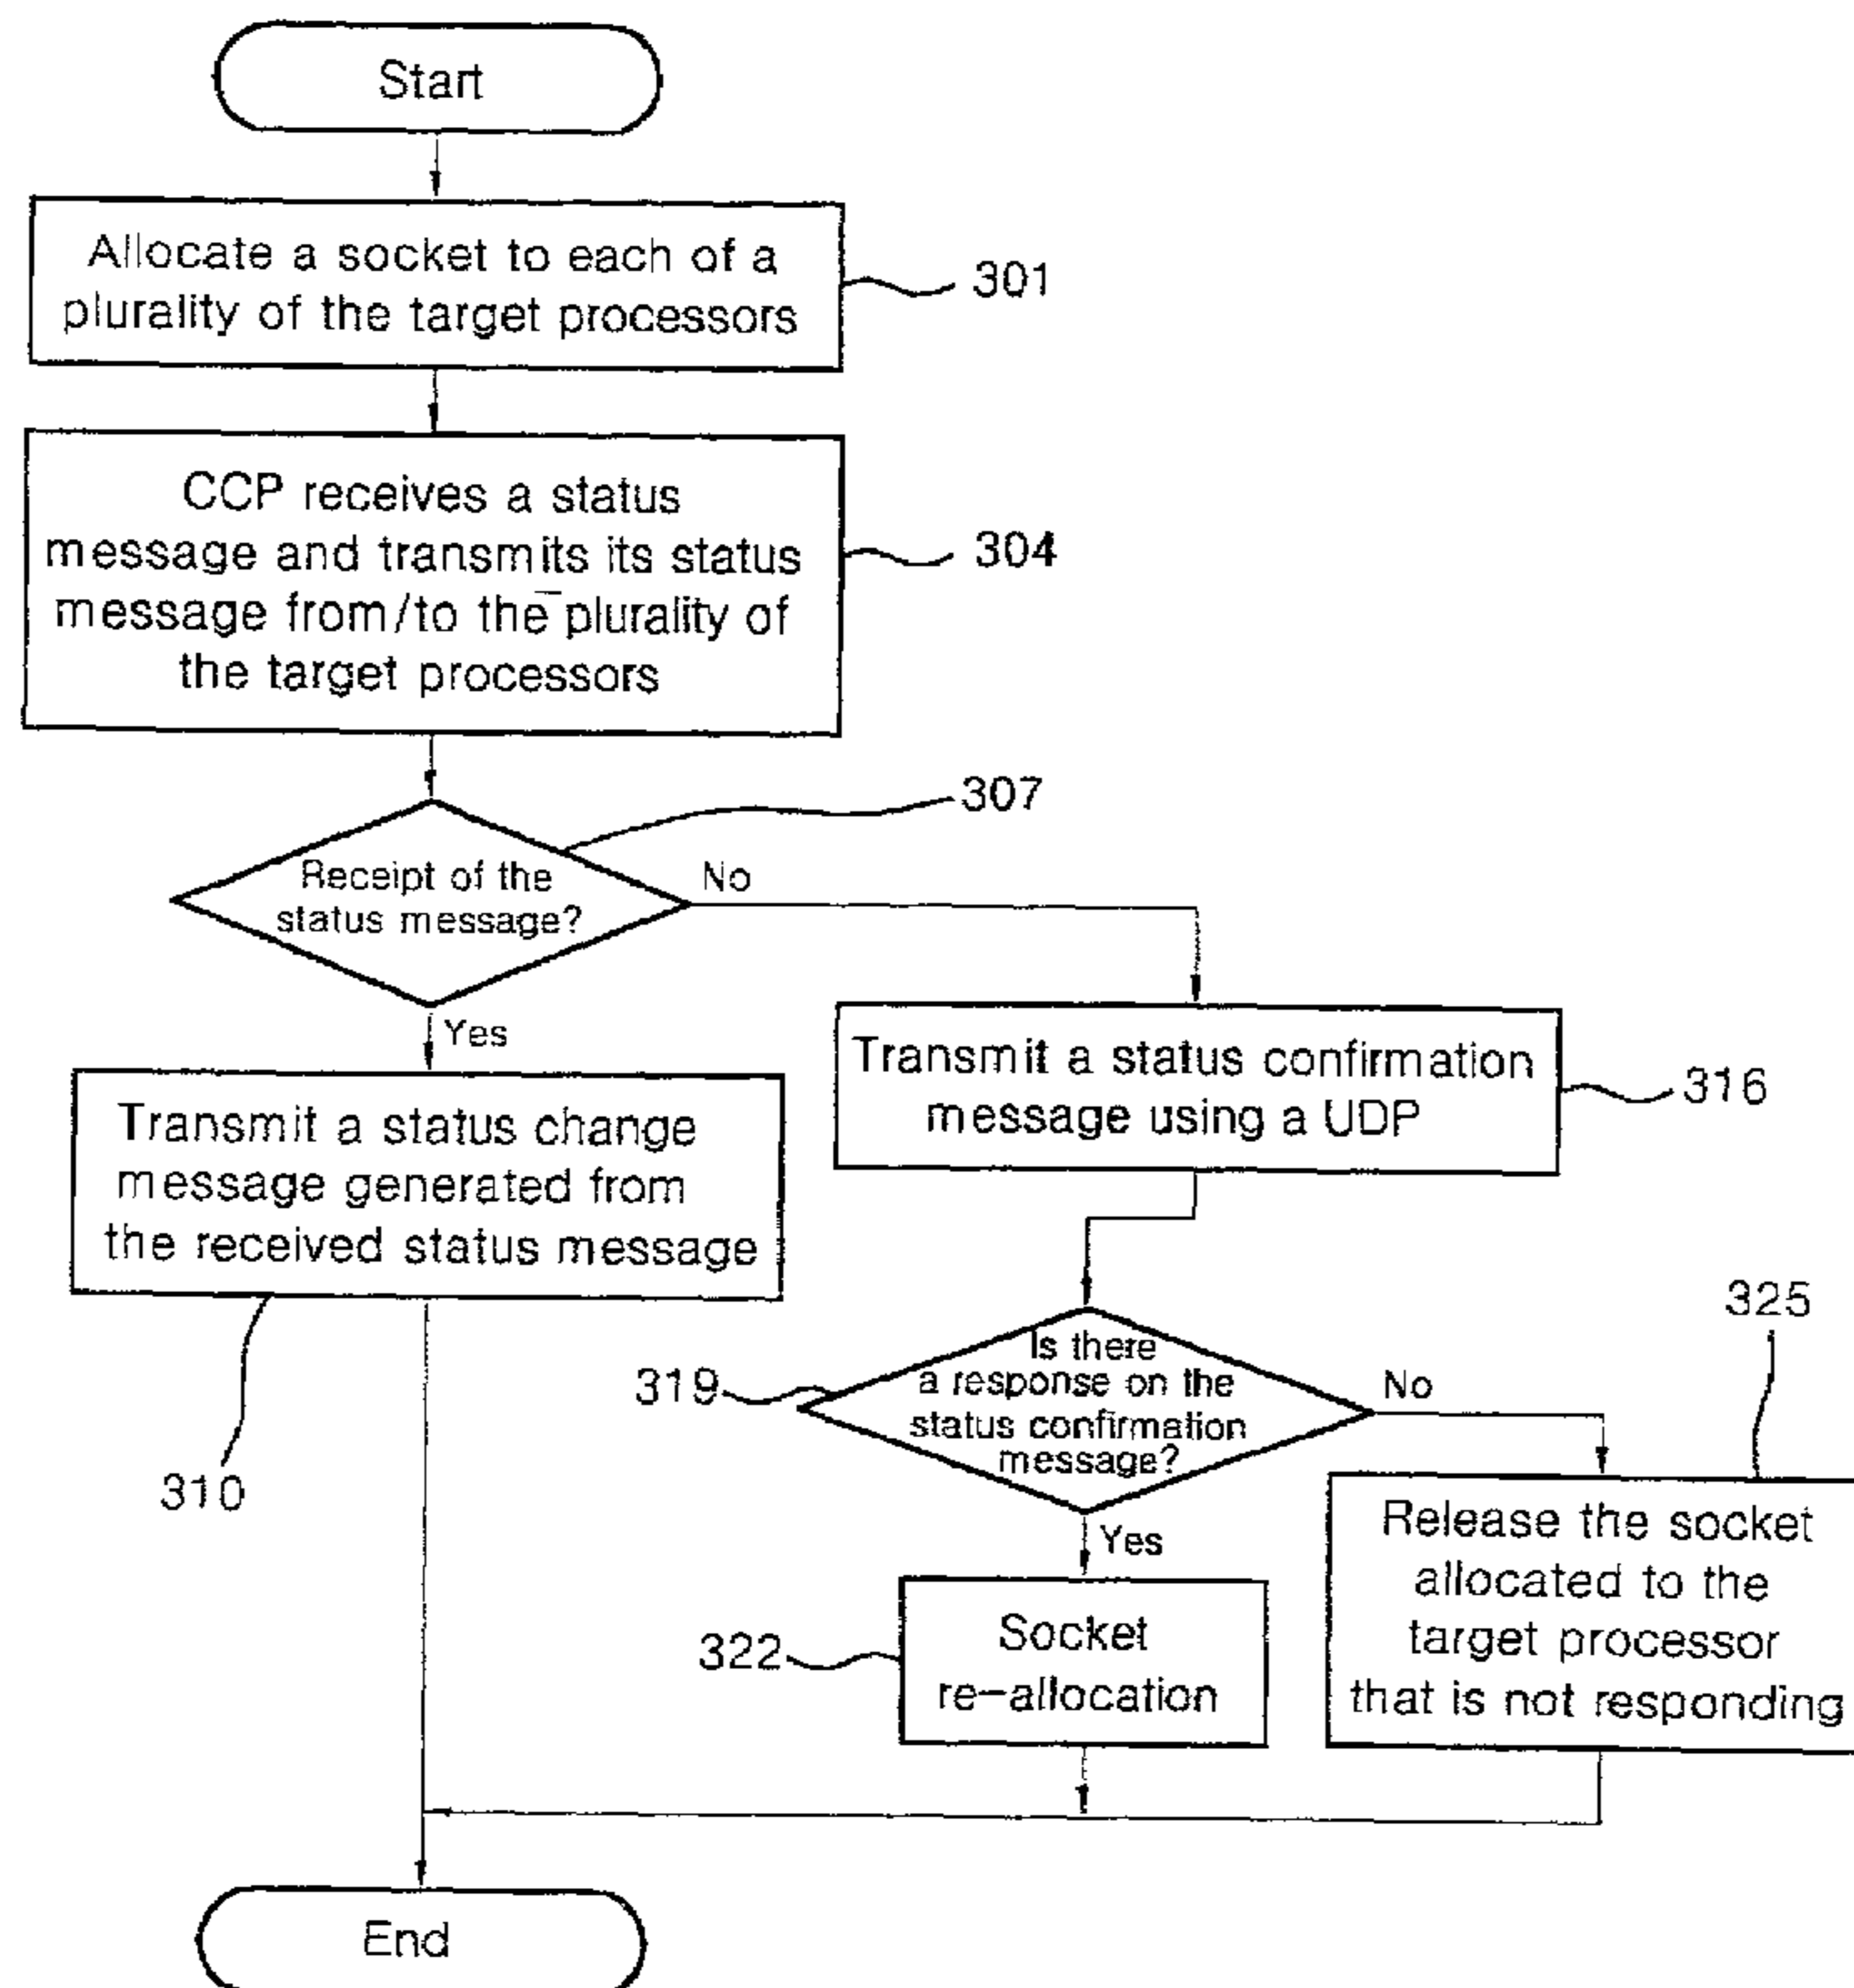 Start
Allocate a socket to each of a
plurality of the target processors
301
CCP receives a status
message and transmits its status
message from/to the plurality of
the target processors
304
307
Receipt of the
status message?
No
Yes
Transmit a status change
message generated from
the received status message
310
Transmit a status confirmation
message using a UDP
316
Is there
a response on the
status confirmation
message?
319
No
325
Yes
Socket
re-allocation
322
Release the socket
allocated to the
target processor
that is not responding
End